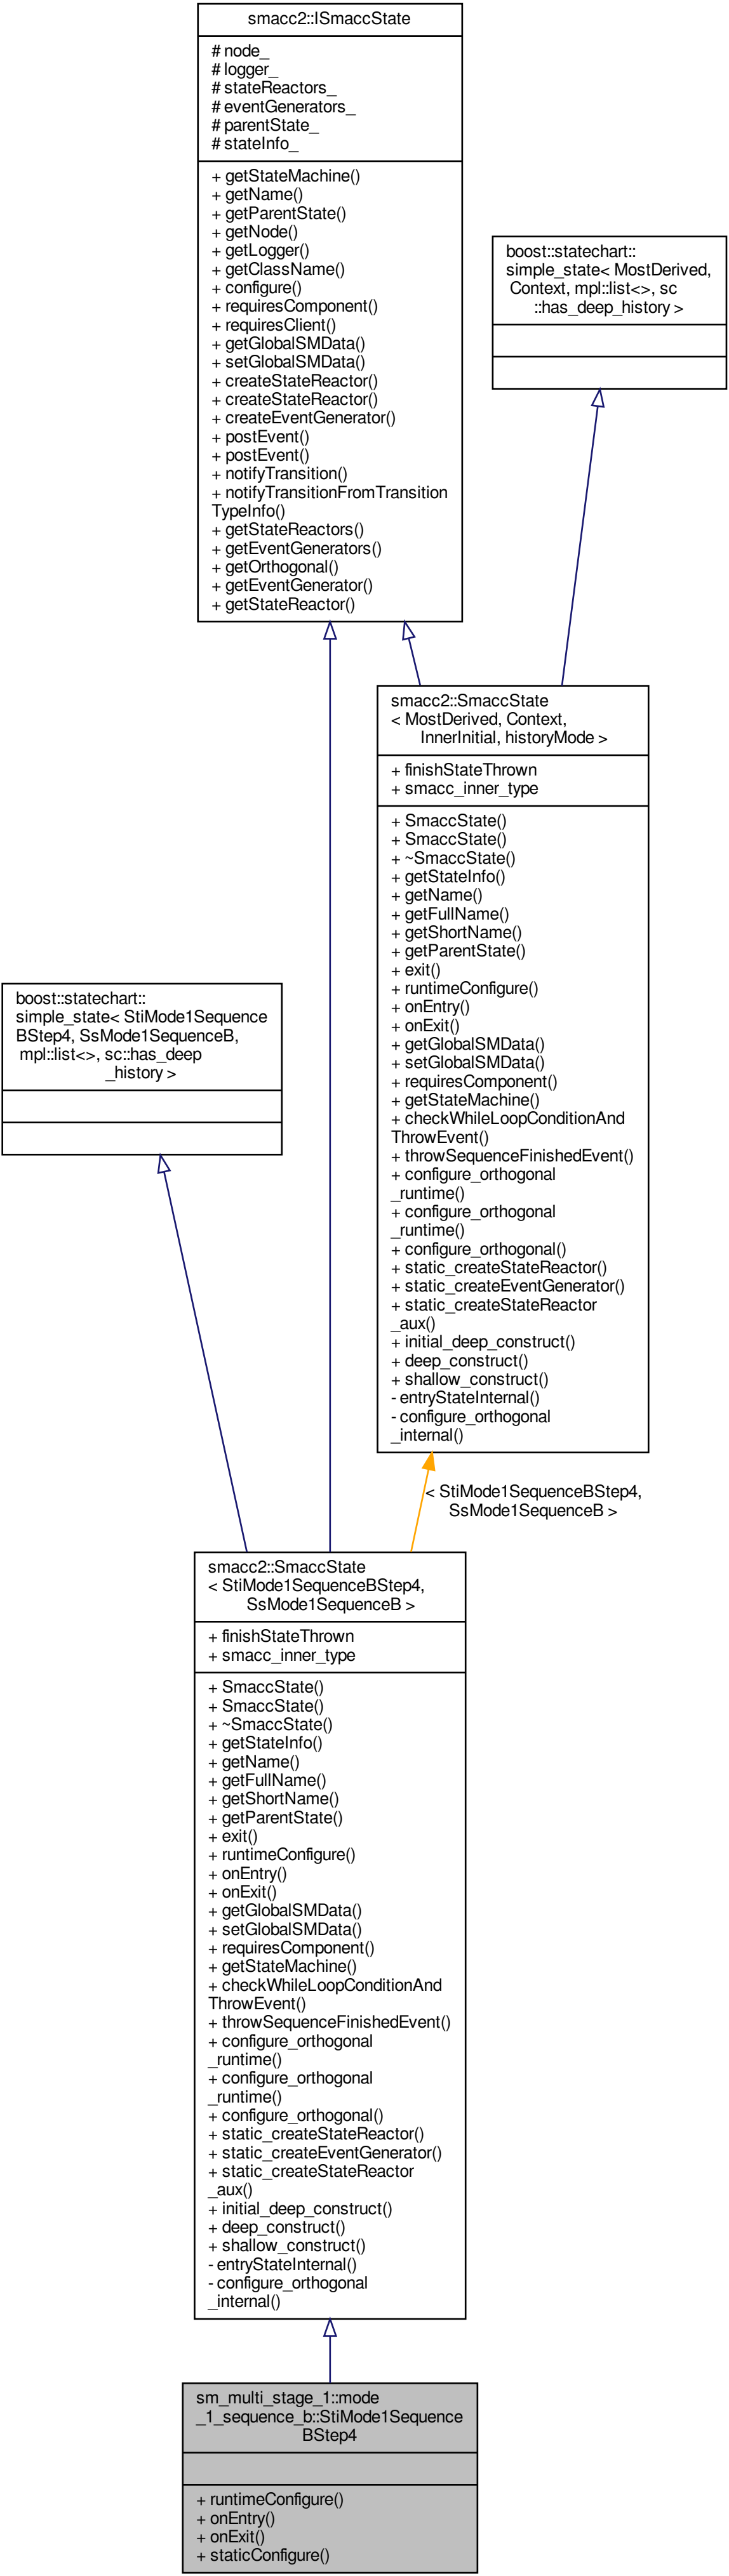 smacc2::ISmaccState
# node_
# logger_
# stateReactors_
# eventGenerators_
# parentState_
# stateInfo_
+ getStateMachine()
+ getName()
+ getParentState()
+ getNode()
+ getLogger()
+ getClassName()
+ configure()
+ requiresComponent()
+ requiresClient()
+ getGlobalSMData()
+ setGlobalSMData()
+ createStateReactor()
+ createStateReactor()
+ createEventGenerator()
+ postEvent()
+ postEvent()
+ notifyTransition()
+ notifyTransitionFromTransition
TypeInfo()
+ getStateReactors()
+ getEventGenerators()
+ getOrthogonal()
+ getEventGenerator()
+ getStateReactor()
boost::statechart::
simple_state< MostDerived,
Context, mpl::list<>, sc
::has_deep_history >
smacc2::SmaccState
< MostDerived, Context,
InnerInitial, historyMode >
+ finishStateThrown
+ smacc_inner_type
+ SmaccState()
+ SmaccState()
+ ~SmaccState()
+ getStateInfo()
+ getName()
+ getFullName()
+ getShortName()
+ getParentState()
+ exit()
+ runtimeConfigure()
+ onEntry()
+ onExit()
+ getGlobalSMData()
+ setGlobalSMData()
+ requiresComponent()
+ getStateMachine()
+ checkWhileLoopConditionAnd
ThrowEvent()
+ throwSequenceFinishedEvent()
+ configure_orthogonal
_runtime()
+ configure_orthogonal
_runtime()
+ configure_orthogonal()
+ static_createStateReactor()
+ static_createEventGenerator()
+ static_createStateReactor
_aux()
+ initial_deep_construct()
+ deep_construct()
+ shallow_construct()
- entryStateInternal()
- configure_orthogonal
_internal()
boost::statechart::
simple_state< StiMode1Sequence
BStep4, SsMode1SequenceB,
mpl::list<>, sc::has_deep
_history >
< StiMode1SequenceBStep4,
SsMode1SequenceB >
smacc2::SmaccState
< StiMode1SequenceBStep4,
SsMode1SequenceB >
+ finishStateThrown
+ smacc_inner_type
+ SmaccState()
+ SmaccState()
+ ~SmaccState()
+ getStateInfo()
+ getName()
+ getFullName()
+ getShortName()
+ getParentState()
+ exit()
+ runtimeConfigure()
+ onEntry()
+ onExit()
+ getGlobalSMData()
+ setGlobalSMData()
+ requiresComponent()
+ getStateMachine()
+ checkWhileLoopConditionAnd
ThrowEvent()
+ throwSequenceFinishedEvent()
+ configure_orthogonal
_runtime()
+ configure_orthogonal
_runtime()
+ configure_orthogonal()
+ static_createStateReactor()
+ static_createEventGenerator()
+ static_createStateReactor
_aux()
+ initial_deep_construct()
+ deep_construct()
+ shallow_construct()
- entryStateInternal()
- configure_orthogonal
_internal()
sm_multi_stage_1::mode
_1_sequence_b::StiMode1Sequence
BStep4
+ runtimeConfigure()
+ onEntry()
+ onExit()
+ staticConfigure()